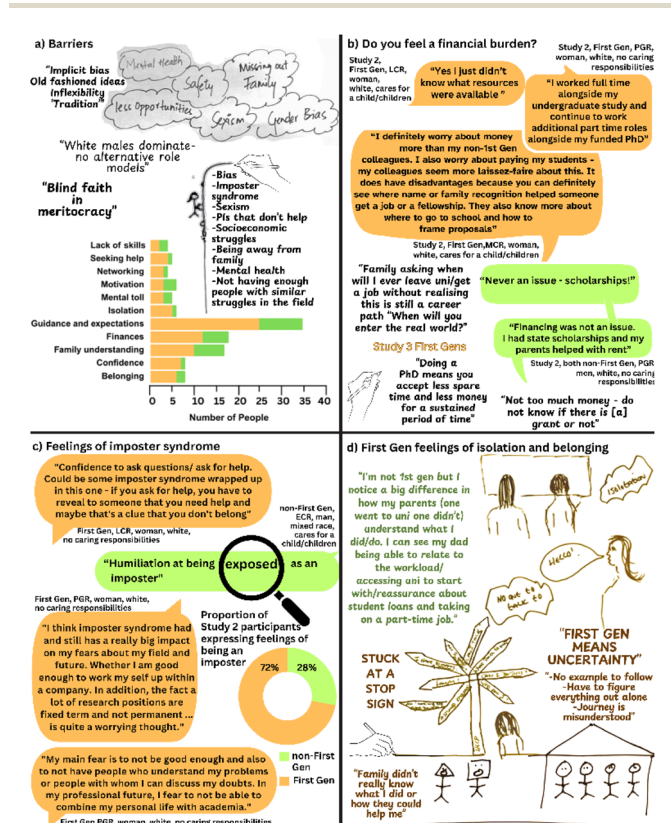 a) Barriers
"Implicit bias
Old fashioned ideas
Inflexibility
"Tradition"
Mental Health
Missing out
Family
Safety
less Opportunities
Sexism
Gender Bias
"White males dominate-
no alternative role
models"
"Blind faith
in
meritocracy"
-Bias
-Imposter
syndrome
-Sexism
-PIs that don't help
-Socioeconomic
struggles
-Being away from
family
-Mental health
-Not having enough
people with similar
struggles in the field
Lack of skills
Seeking help
Networking
Motivation
Mental toll
Isolation
Guidance and expectations
Finances
Family understanding
Confidence
Belonging
0 5 10 15 20 25 30 35 40
Number of People
b) Do you feel a financial burden?
Study 2,
First Gen, LCR,
woman,
white, cares for
a child/children
"Yes I just didn't
know what resources
were available "
Study 2, First Gen, PGR,
woman, white, no caring
responsibilities
"I worked full time
alongside my
undergraduate study and
continue to work
additional part time roles
alongside my funded PhD"
"I definitely worry about money
more than my non-1st Gen
colleagues. I also worry about paying my students -
my colleagues seem more laissez-faire about this. It
does have disadvantages because you can definitely
see where name or family recognition helped someone
get a job or a fellowship. They also know more about
where to go to school and how to
frame proposals"
Study 2, First Gen,MCR, woman,
white, cares for a child/children
"Family asking when
will I ever leave uni/get
a job without realising
this is still a career
path "When will you
enter the real world?"
"Never an issue - scholarships!"
"Financing was not an issue.
I had state scholarships and my
parents helped with rent"
Study 2, both non-First Gen, PGR
men, white, no caring
responsibilities
Study 3 First Gens
"Doing a
PhD means you
accept less spare
time and less money
for a sustained
period of time"
"Not too much money - do
not know if there is [a]
grant or not"
c) Feelings of imposter syndrome
"Confidence to ask questions/ ask for help.
Could be some imposter syndrome wrapped up
in this one - if you ask for help, you have to
reveal to someone that you need help and
maybe that's a clue that you don't belong"
First Gen, LCR, woman, white,
no caring responsibilities
non-First Gen,
ECR, man,
mixed race,
cares for a
child/children
"Humiliation at being exposed as an
imposter"
First Gen, PGR, woman, white,
no caring responsibilities
"I think imposter syndrome had
and still has a really big impact
on my fears about my field and
future. Whether I am good
enough to work my self up within
a company. In addition, the fact a
lot of research positions are
fixed term and not permanent ...
is quite a worrying thought."
Proportion of
Study 2 participants
expressing feelings of
being an
imposter
72% 28%
non-First
Gen
First Gen
"My main fear is to not be good enough and also
to not have people who understand my problems
or people with whom I can discuss my doubts. In
my professional future, I fear to not be able to
combine my personal life with academia."
First Gen PGR, woman, white, no caring responsibilities
d) First Gen feelings of isolation and belonging
"I'm not 1st gen but I
notice a big difference in
how my parents (one
went to uni one didn't)
understand what I
did/do. I can see my dad
being able to relate to
the workload/
accessing uni to start
with/reassurance about
student loans and taking
on a part-time job."
Hello!
No one to
talk to
STUCK
AT A
STOP
SIGN
HELP
"FIRST GEN
MEANS
UNCERTAINTY"
"-No example to follow
-Have to figure
everything out alone
-Journey is
misunderstood"
"Family didn't
really know
what I did or
how they could
help me"